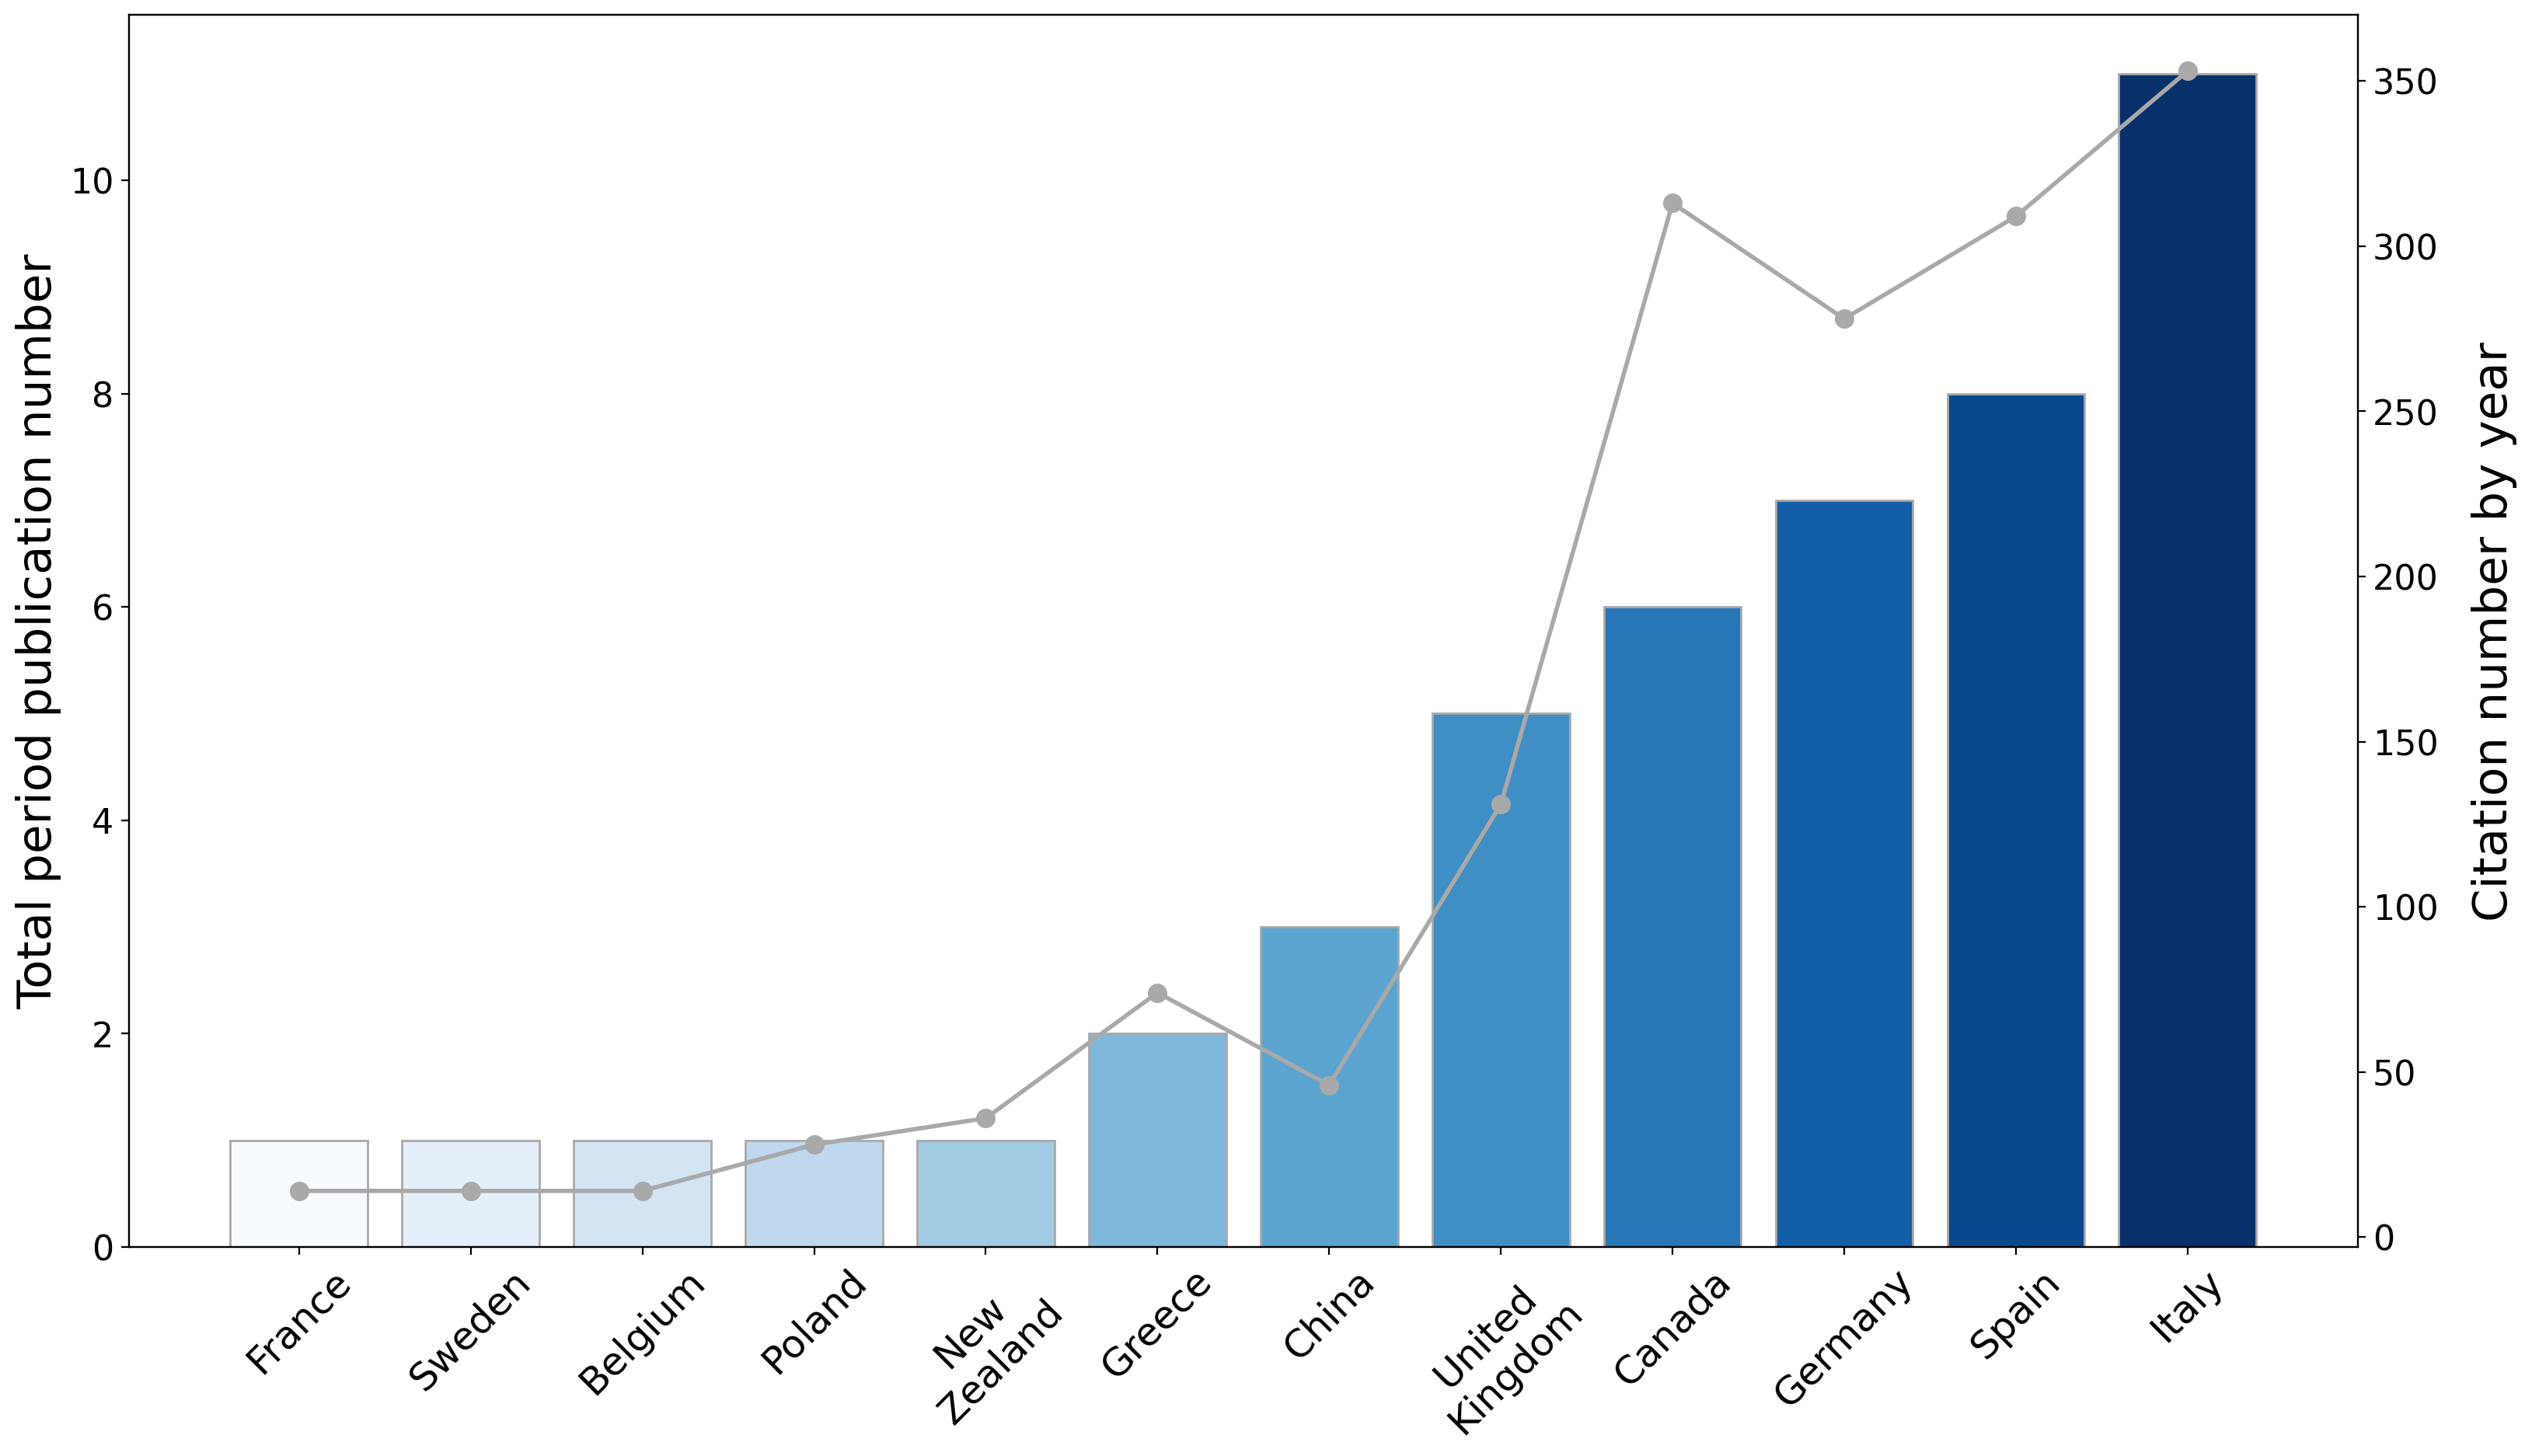 Total period publication number
10
8
6
4
2
0
350
300
250
200
150
100
50
0
Citation number by year
France
Sweden
Belgium
Poland
New
Zealand
Greece
China
United
Kingdom
Canada
Germany
Spain
Italy